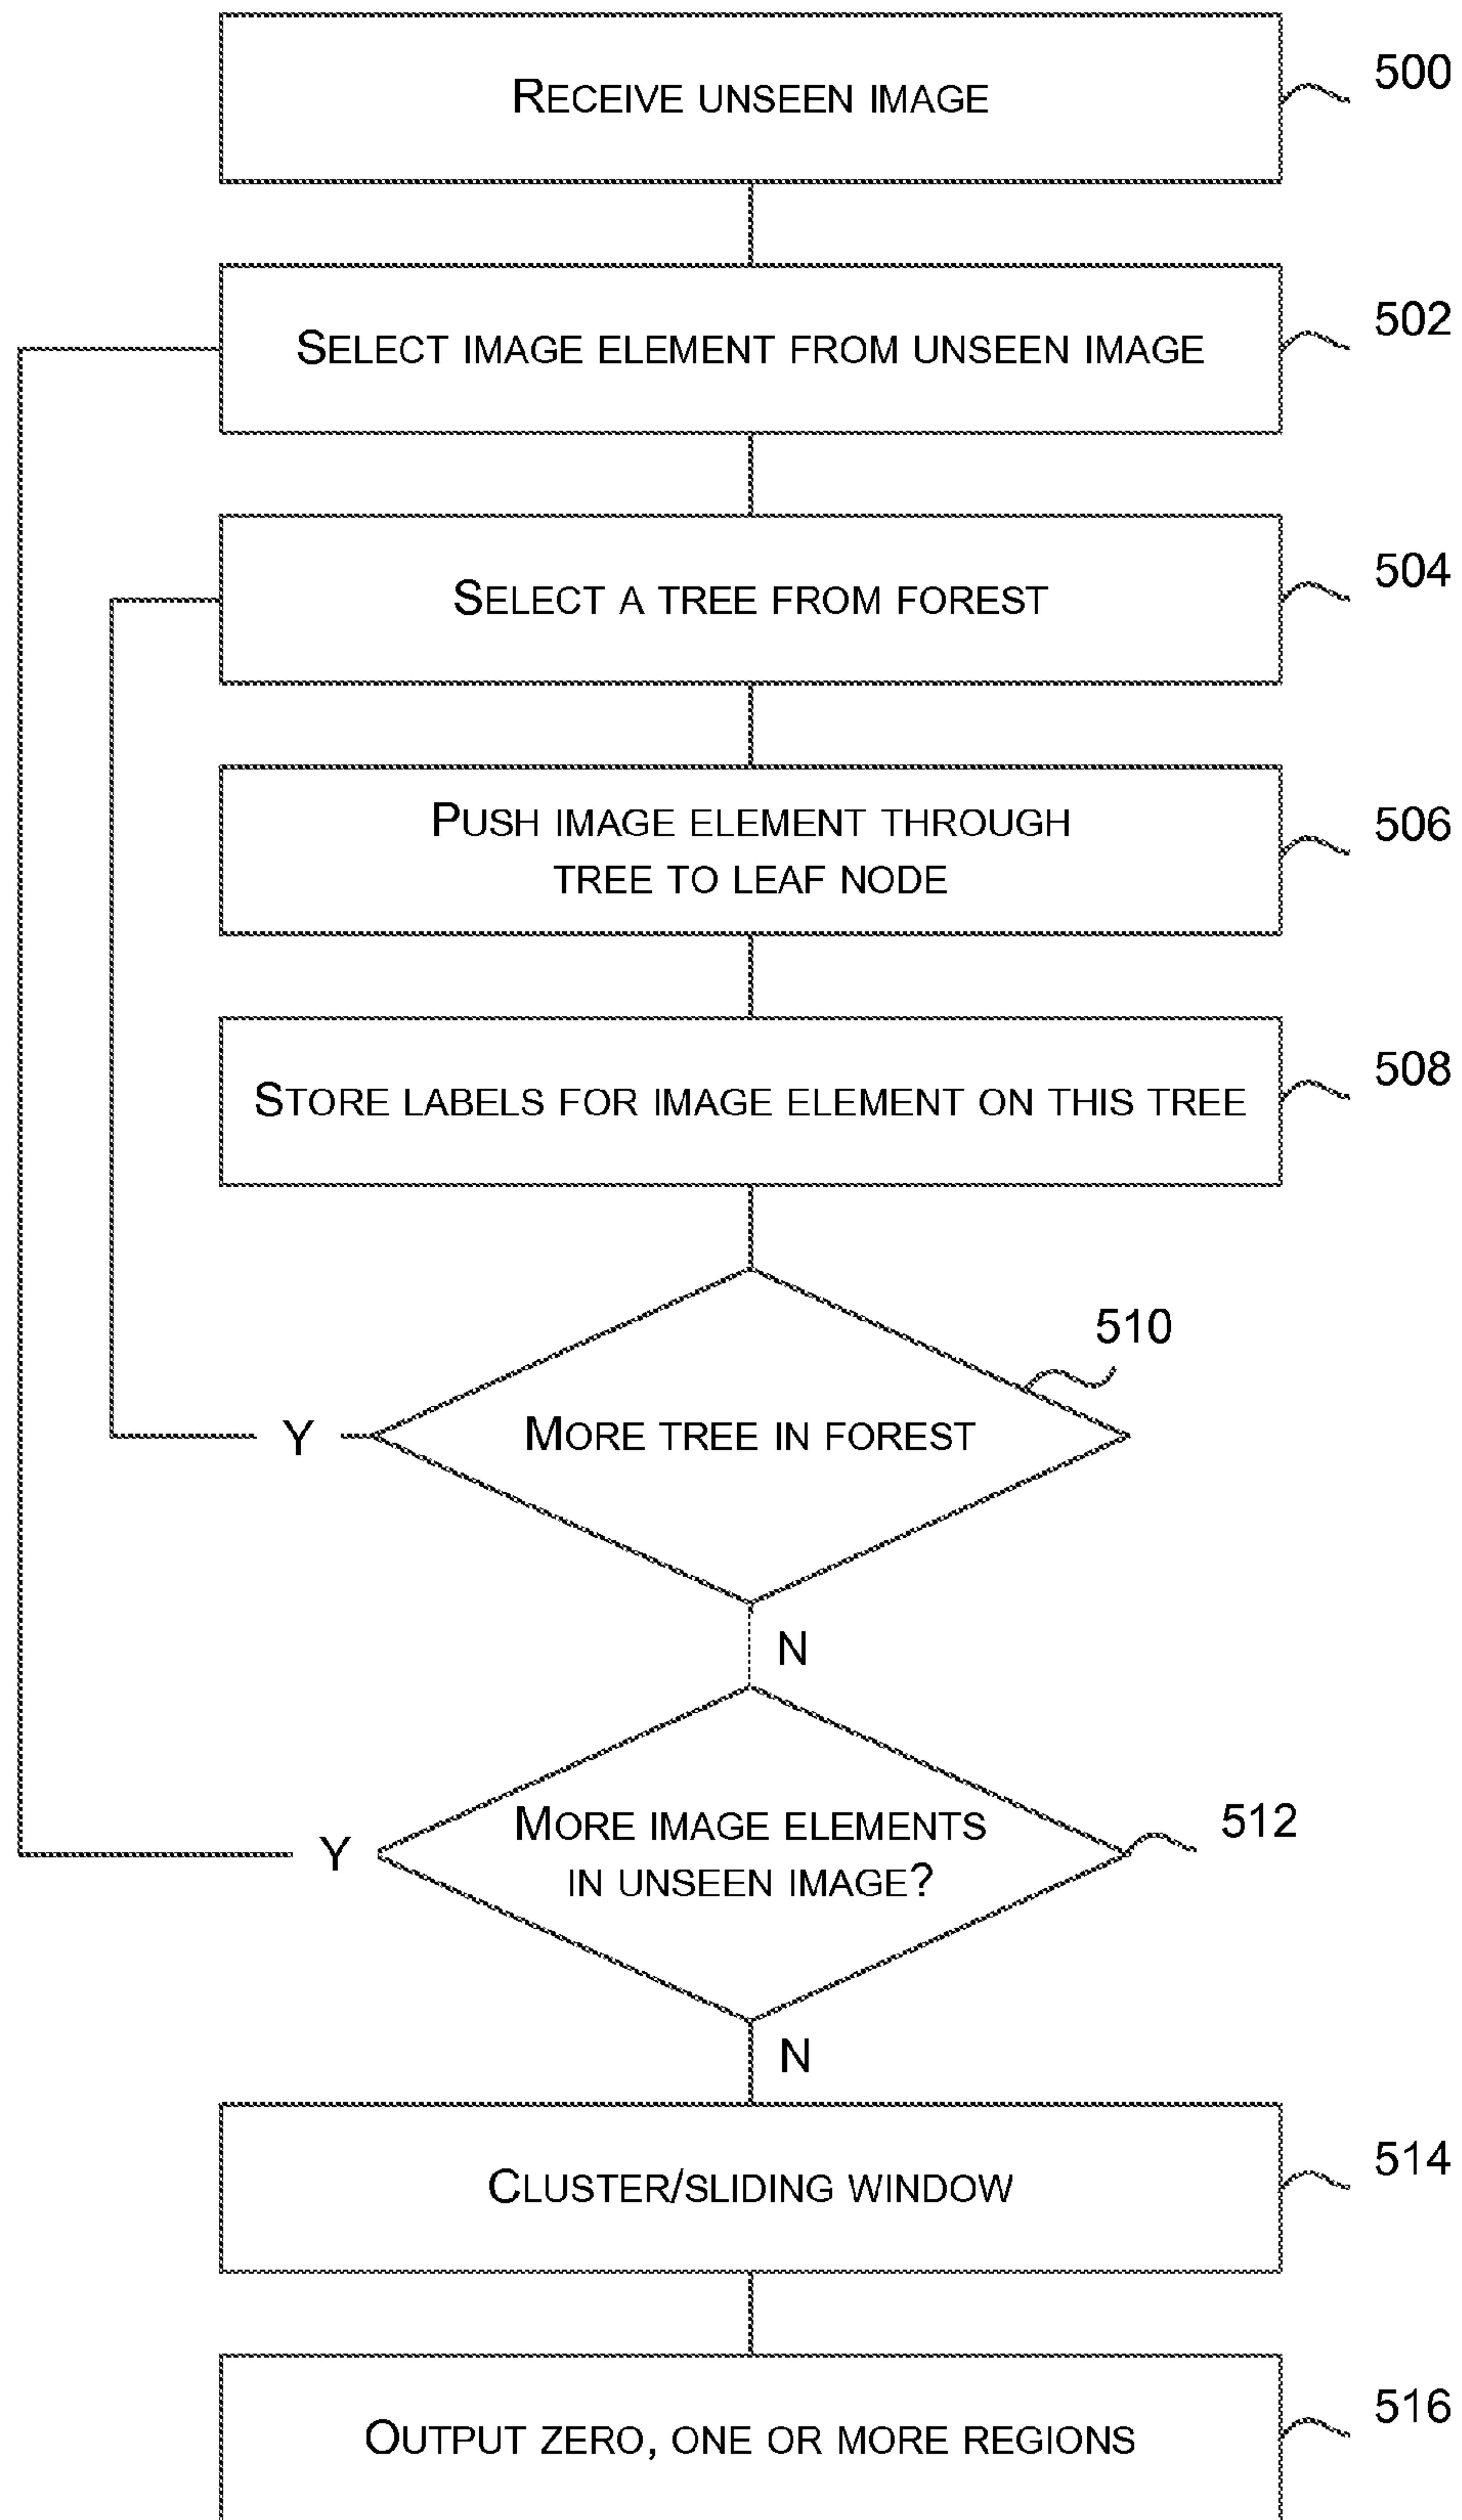 RECEIVE UNSEEN IMAGE
500
SELECT IMAGE ELEMENT FROM UNSEEN IMAGE
502
SELECT A TREE FROM FOREST
504
PUSH IMAGE ELEMENT THROUGH
TREE TO LEAF NODE
506
STORE LABELS FOR IMAGE ELEMENT ON THIS TREE
508
510
Y
MORE TREE IN FOREST
N
MORE IMAGE ELEMENTS
IN UNSEEN IMAGE?
512
Y
N
CLUSTER/SLIDING WINDOW
514
OUTPUT ZERO, ONE OR MORE REGIONS
516